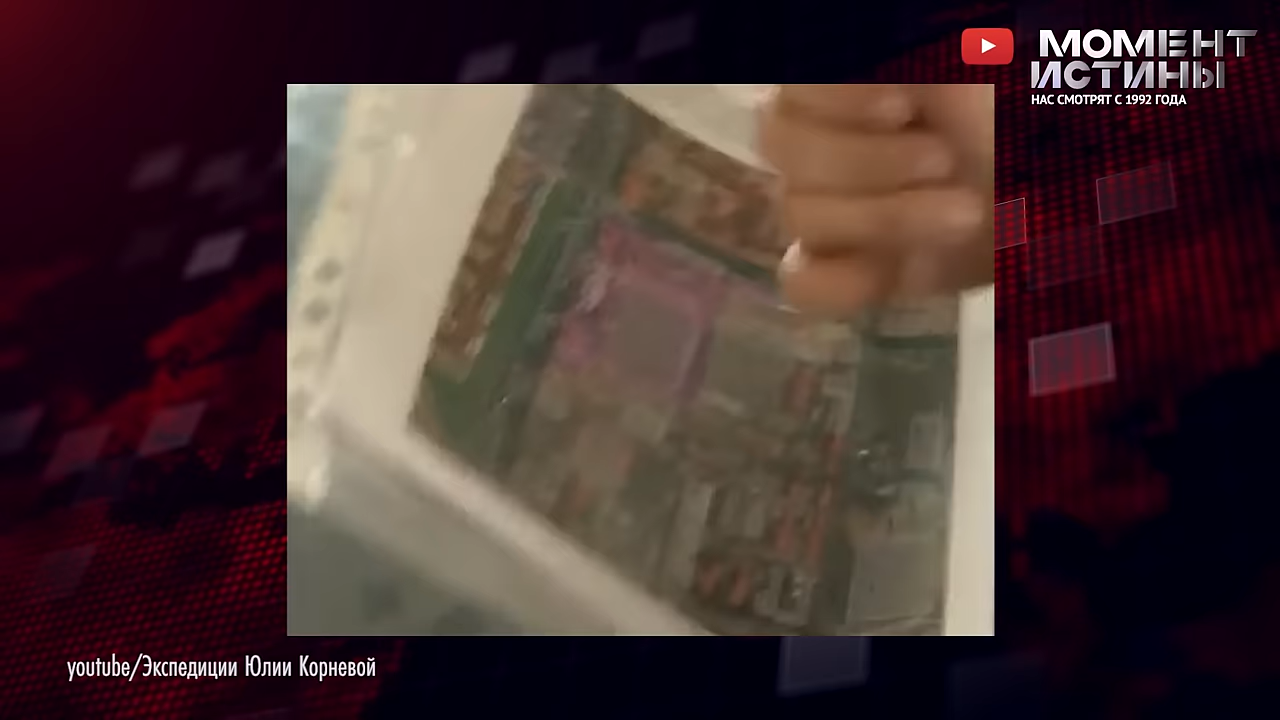 МОМЕНТ
ИСТИНЫ
НАС СМОТРЯТ С 1992 ГОДА
youtube/Экспедиции Юлии Корневой